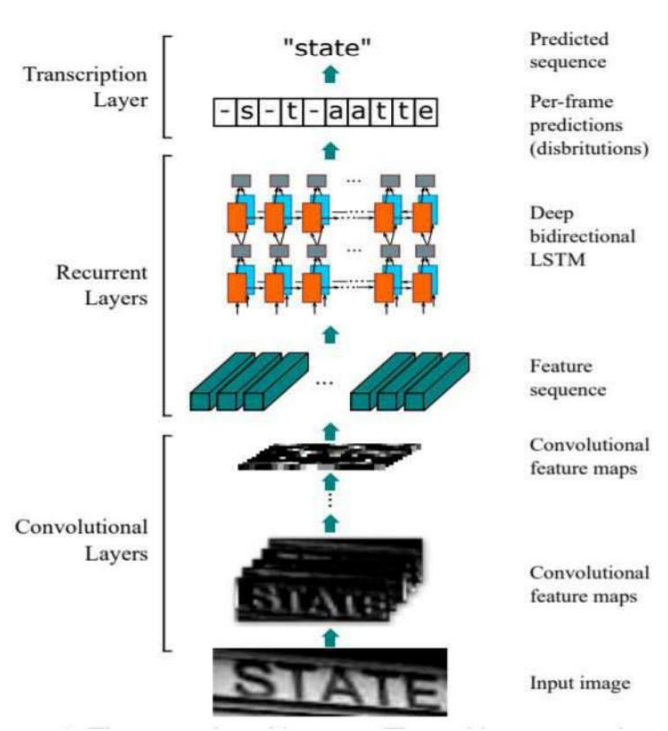 "state"
Predicted
sequence
Transcription
Layer
-s-t-aatte
Per-frame
predictions
(disbritutions)
...
...
Deep
bidirectional
LSTM
Recurrent
Layers
...
Feature
sequence
Convolutional
feature maps
Convolutional
Layers
STATE
Convolutional
feature maps
STATE
Input image